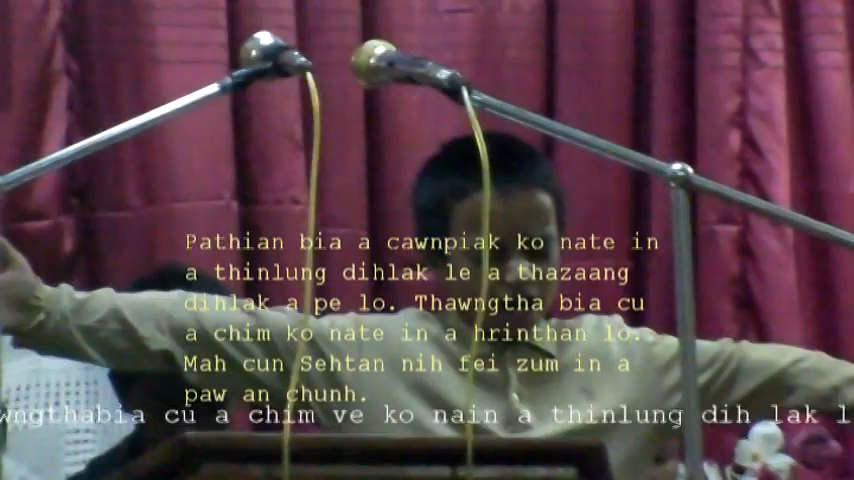 Pathian bia a cawnpiak ko nate in
a thinlung dihlak le a thazaang
dihlak a pe lo. Thawngtha bia cu
a chim ko nate in a hrinthan lo.
Mah cun Sehtan nih fei zum in a
paw an chunh.
wngthabia cu a chim ve ko nain a thinlung dih lak l